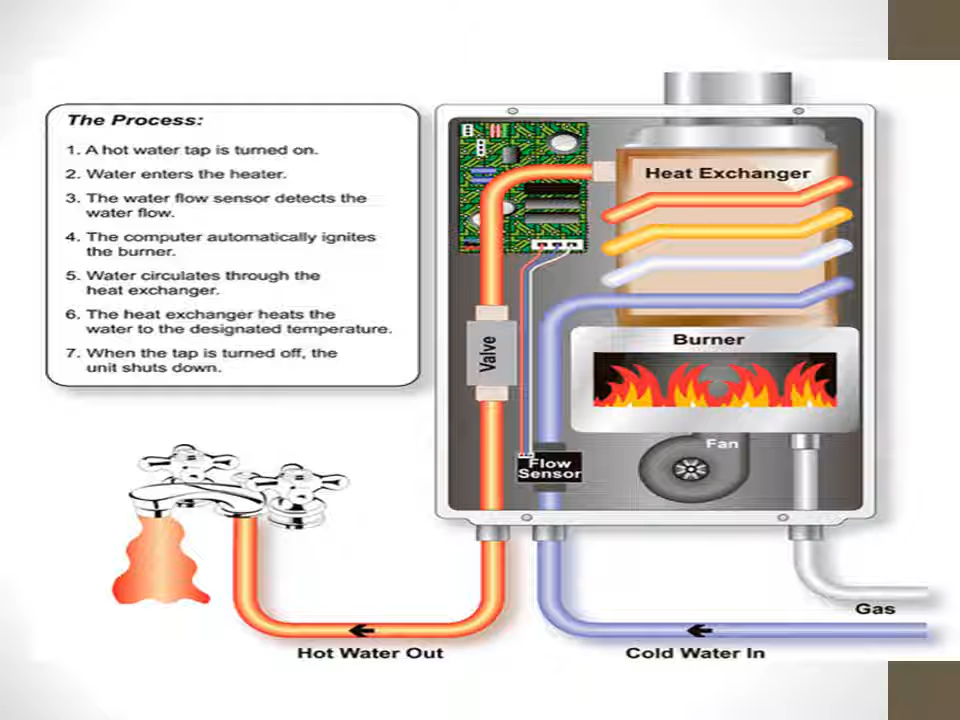 The Process:
1. A hot water tap is turned on.
2. Water enters the heater.
3. The water flow sensor detects the
water flow.
4. The computer automatically ignites
the burner.
5. Water circulates through the
heat exchanger.
6. The heat exchanger heats the
water to the designated temperature.
7. When the tap is turned off, the
unit shuts down.
Heat Exchanger
Burner
Valve
Fan
Flow
Sensor
Gas
Hot Water Out
Cold Water In